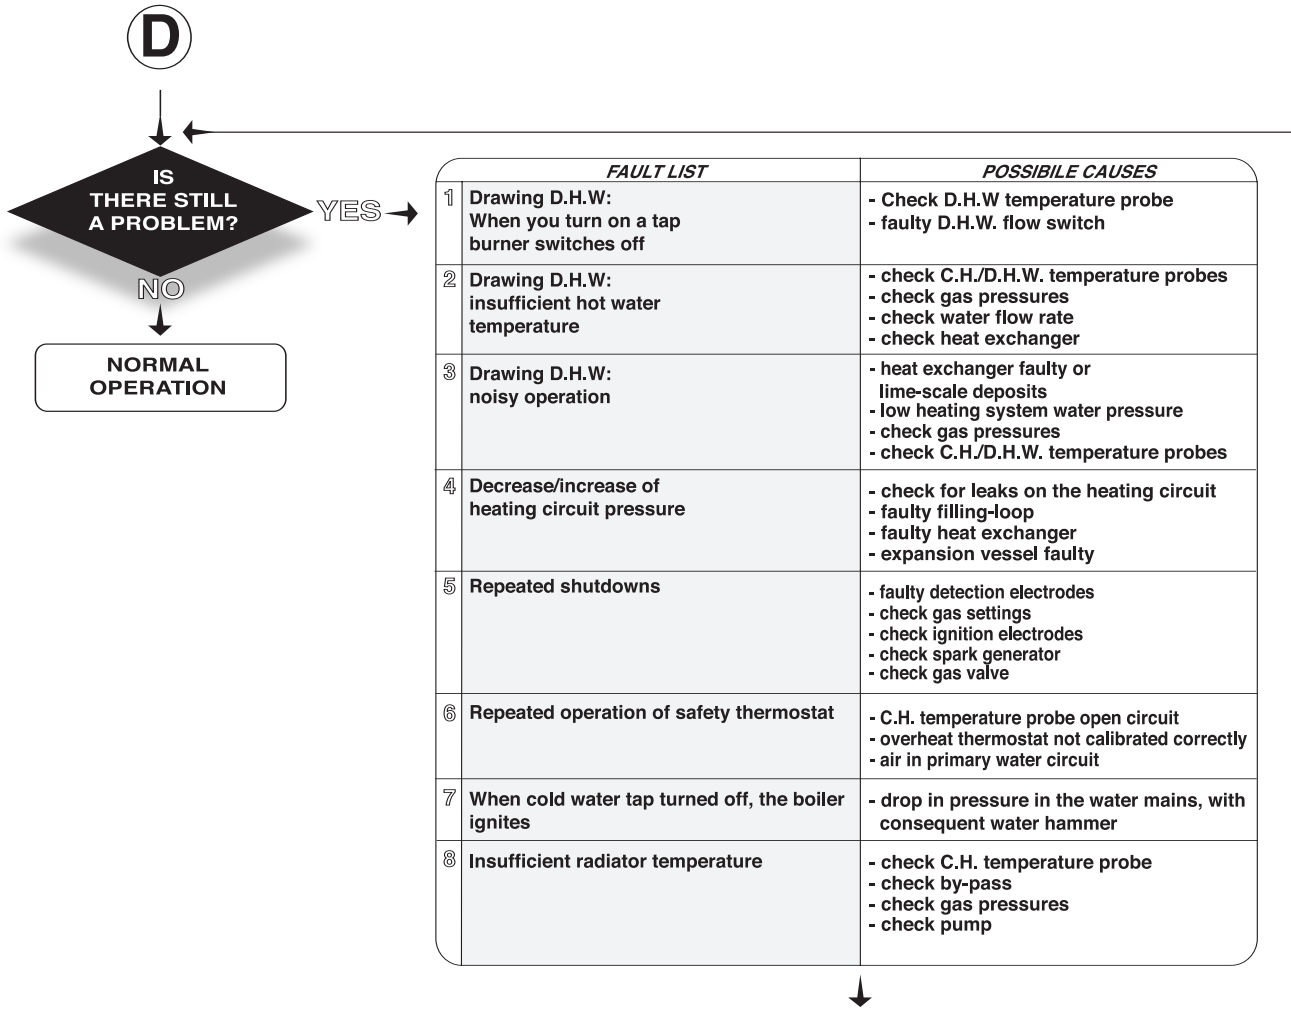 D
IS
THERE STILL
A PROBLEM?
YES
NO
NORMAL
OPERATION
FAULT LIST
POSSIBILE CAUSES
1 Drawing D.H.W:
When you turn on a tap
burner switches off
- Check D.H.W temperature probe
- faulty D.H.W. flow switch
2 Drawing D.H.W:
insufficient hot water
temperature
- check C.H./D.H.W. temperature probes
- check gas pressures
- check water flow rate
- check heat exchanger
3 Drawing D.H.W:
noisy operation
- heat exchanger faulty or
lime-scale deposits
- low heating system water pressure
- check gas pressures
- check C.H./D.H.W. temperature probes
4 Decrease/increase of
heating circuit pressure
- check for leaks on the heating circuit
- faulty filling-loop
- faulty heat exchanger
- expansion vessel faulty
5 Repeated shutdowns
- faulty detection electrodes
- check gas settings
- check ignition electrodes
- check spark generator
- check gas valve
6 Repeated operation of safety thermostat
- C.H. temperature probe open circuit
- overheat thermostat not calibrated correctly
- air in primary water circuit
7 When cold water tap turned off, the boiler
ignites
- drop in pressure in the water mains, with
consequent water hammer
8 Insufficient radiator temperature
- check C.H. temperature probe
- check by-pass
- check gas pressures
- check pump